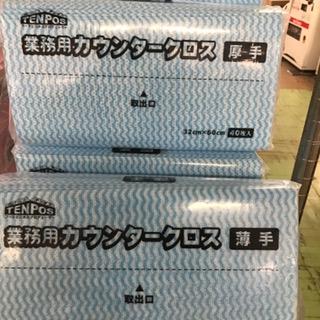 TENPOS
業務用カウンタークロス 厚手
▲
取出口
32cm×60cm 40枚入
TENPOS
業務用カウンタークロス 薄手
▲
取出口